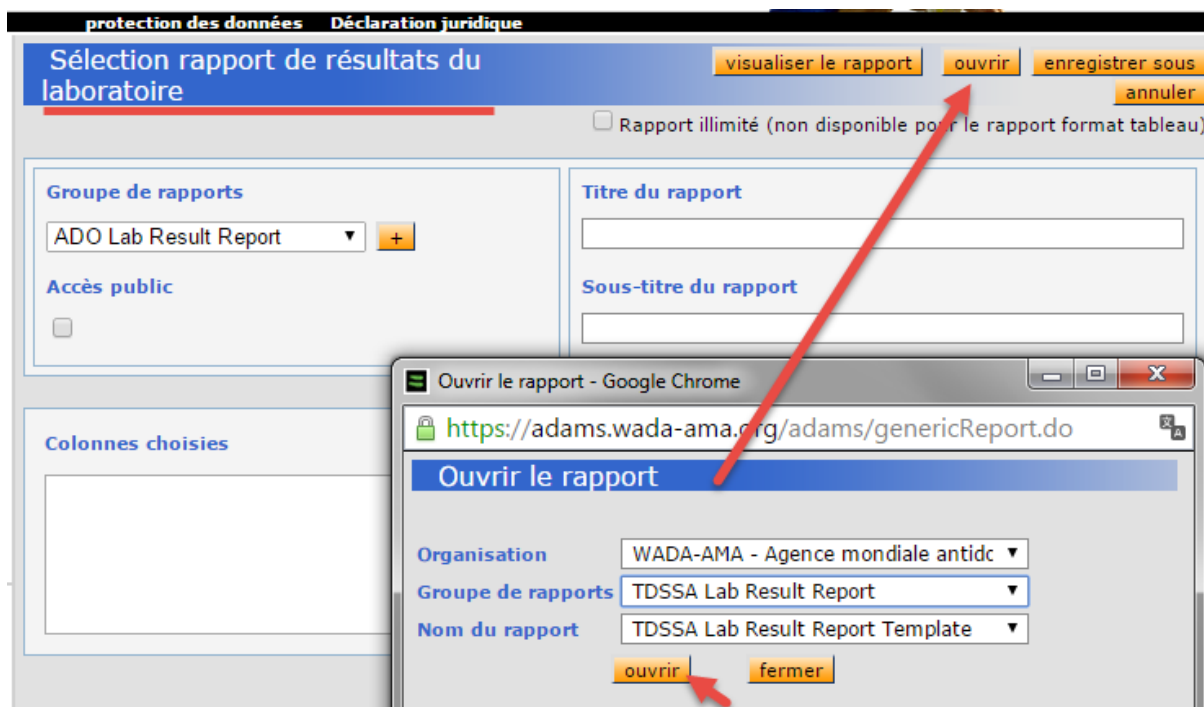 protection des données Déclaration juridique
Sélection rapport de résultats du
laboratoire
visualiser le rapport ouvrir enregistrer sous
annuler
Rapport illimité (non disponible pour le rapport format tableau)
Groupe de rapports
ADO Lab Result Report +
Accès public
Titre du rapport
Sous-titre du rapport
Colonnes choisies
Ouvrir le rapport - Google Chrome
https://adams.wada-ama.org/adams/genericReport.do
Ouvrir le rapport
Organisation WADA-AMA - Agence mondiale antidc
Groupe de rapports TDSSA Lab Result Report
Nom du rapport TDSSA Lab Result Report Template
ouvrir fermer